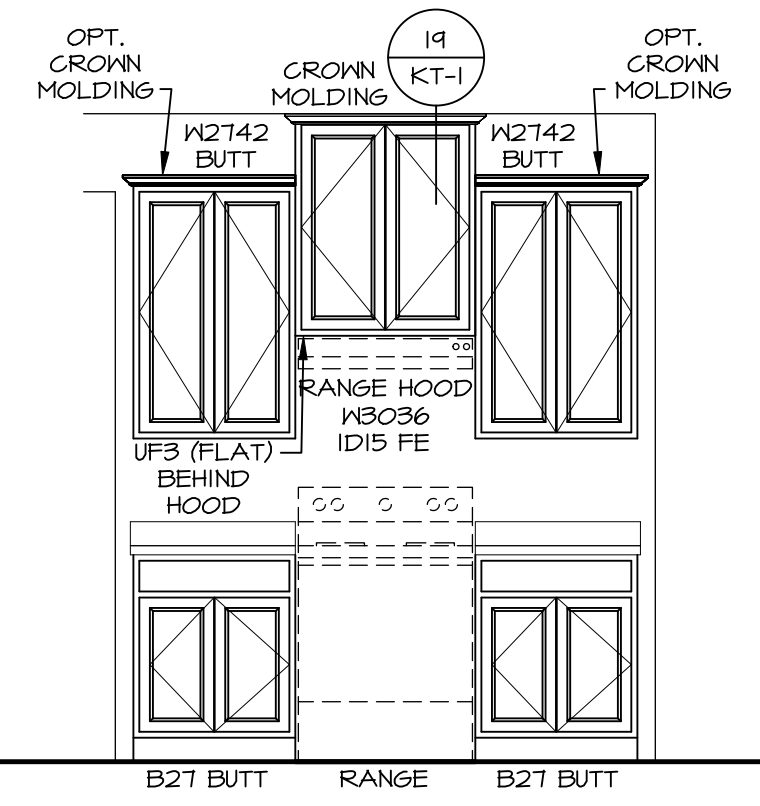 OPT.
CROWN
MOLDING
CROWN
MOLDING
19
KT-1
OPT.
CROWN
MOLDING
W2742
BUTT
W2742
BUTT
RANGE HOOD
W3036
1D15 FE
UF3 (FLAT)
BEHIND
HOOD
B27 BUTT
RANGE
B27 BUTT